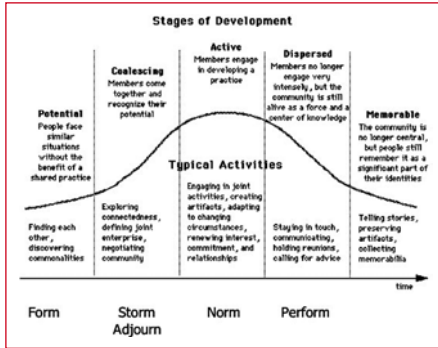 Stages of Development
Potential
People face
similar
situations
without the
benefit of a
shared practice
Coalescing
Members come
together and
recognize their
potential
Active
Members engage
in developing a
practice
Dispersed
Members no longer
engage very
intensely, but the
community is still
alive as a force and a
center of knowledge
Memorable
The community
is no longer central,
but people still
remember it as a
significant part of
their identities
Typical Activities
Finding each
other,
discovering
commonalities
Exploring
connectedness,
defining joint
enterprise,
negotiating
community
Engaging in joint
activities, creating
artifacts, adapting
to changing
circumstances,
renewing interest,
commitment, and
relationships
Staying in touch,
communicating,
holding reunions,
calling for advice
Telling stories,
preserving
artifacts,
collecting
memorabilia
time
Form
Storm
Adjourn
Norm
Perform